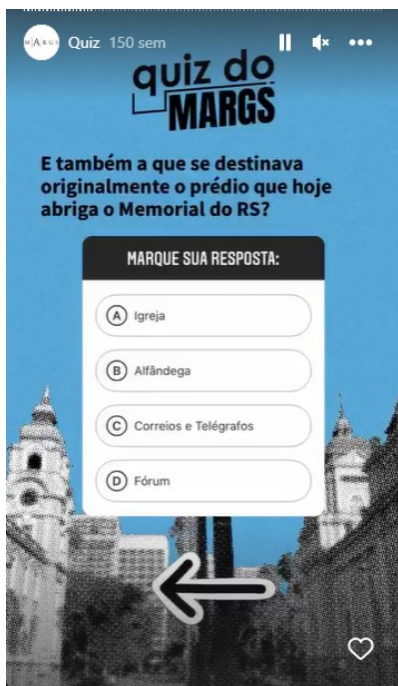 MARGS
Quiz 150 sem
quiz do
MARGS
E também a que se destinava
originalmente o prédio que hoje
abriga o Memorial do RS?
MARQUE SUA RESPOSTA:
A Igreja
B Alfândega
C Correios e Telégrafos
D Fórum